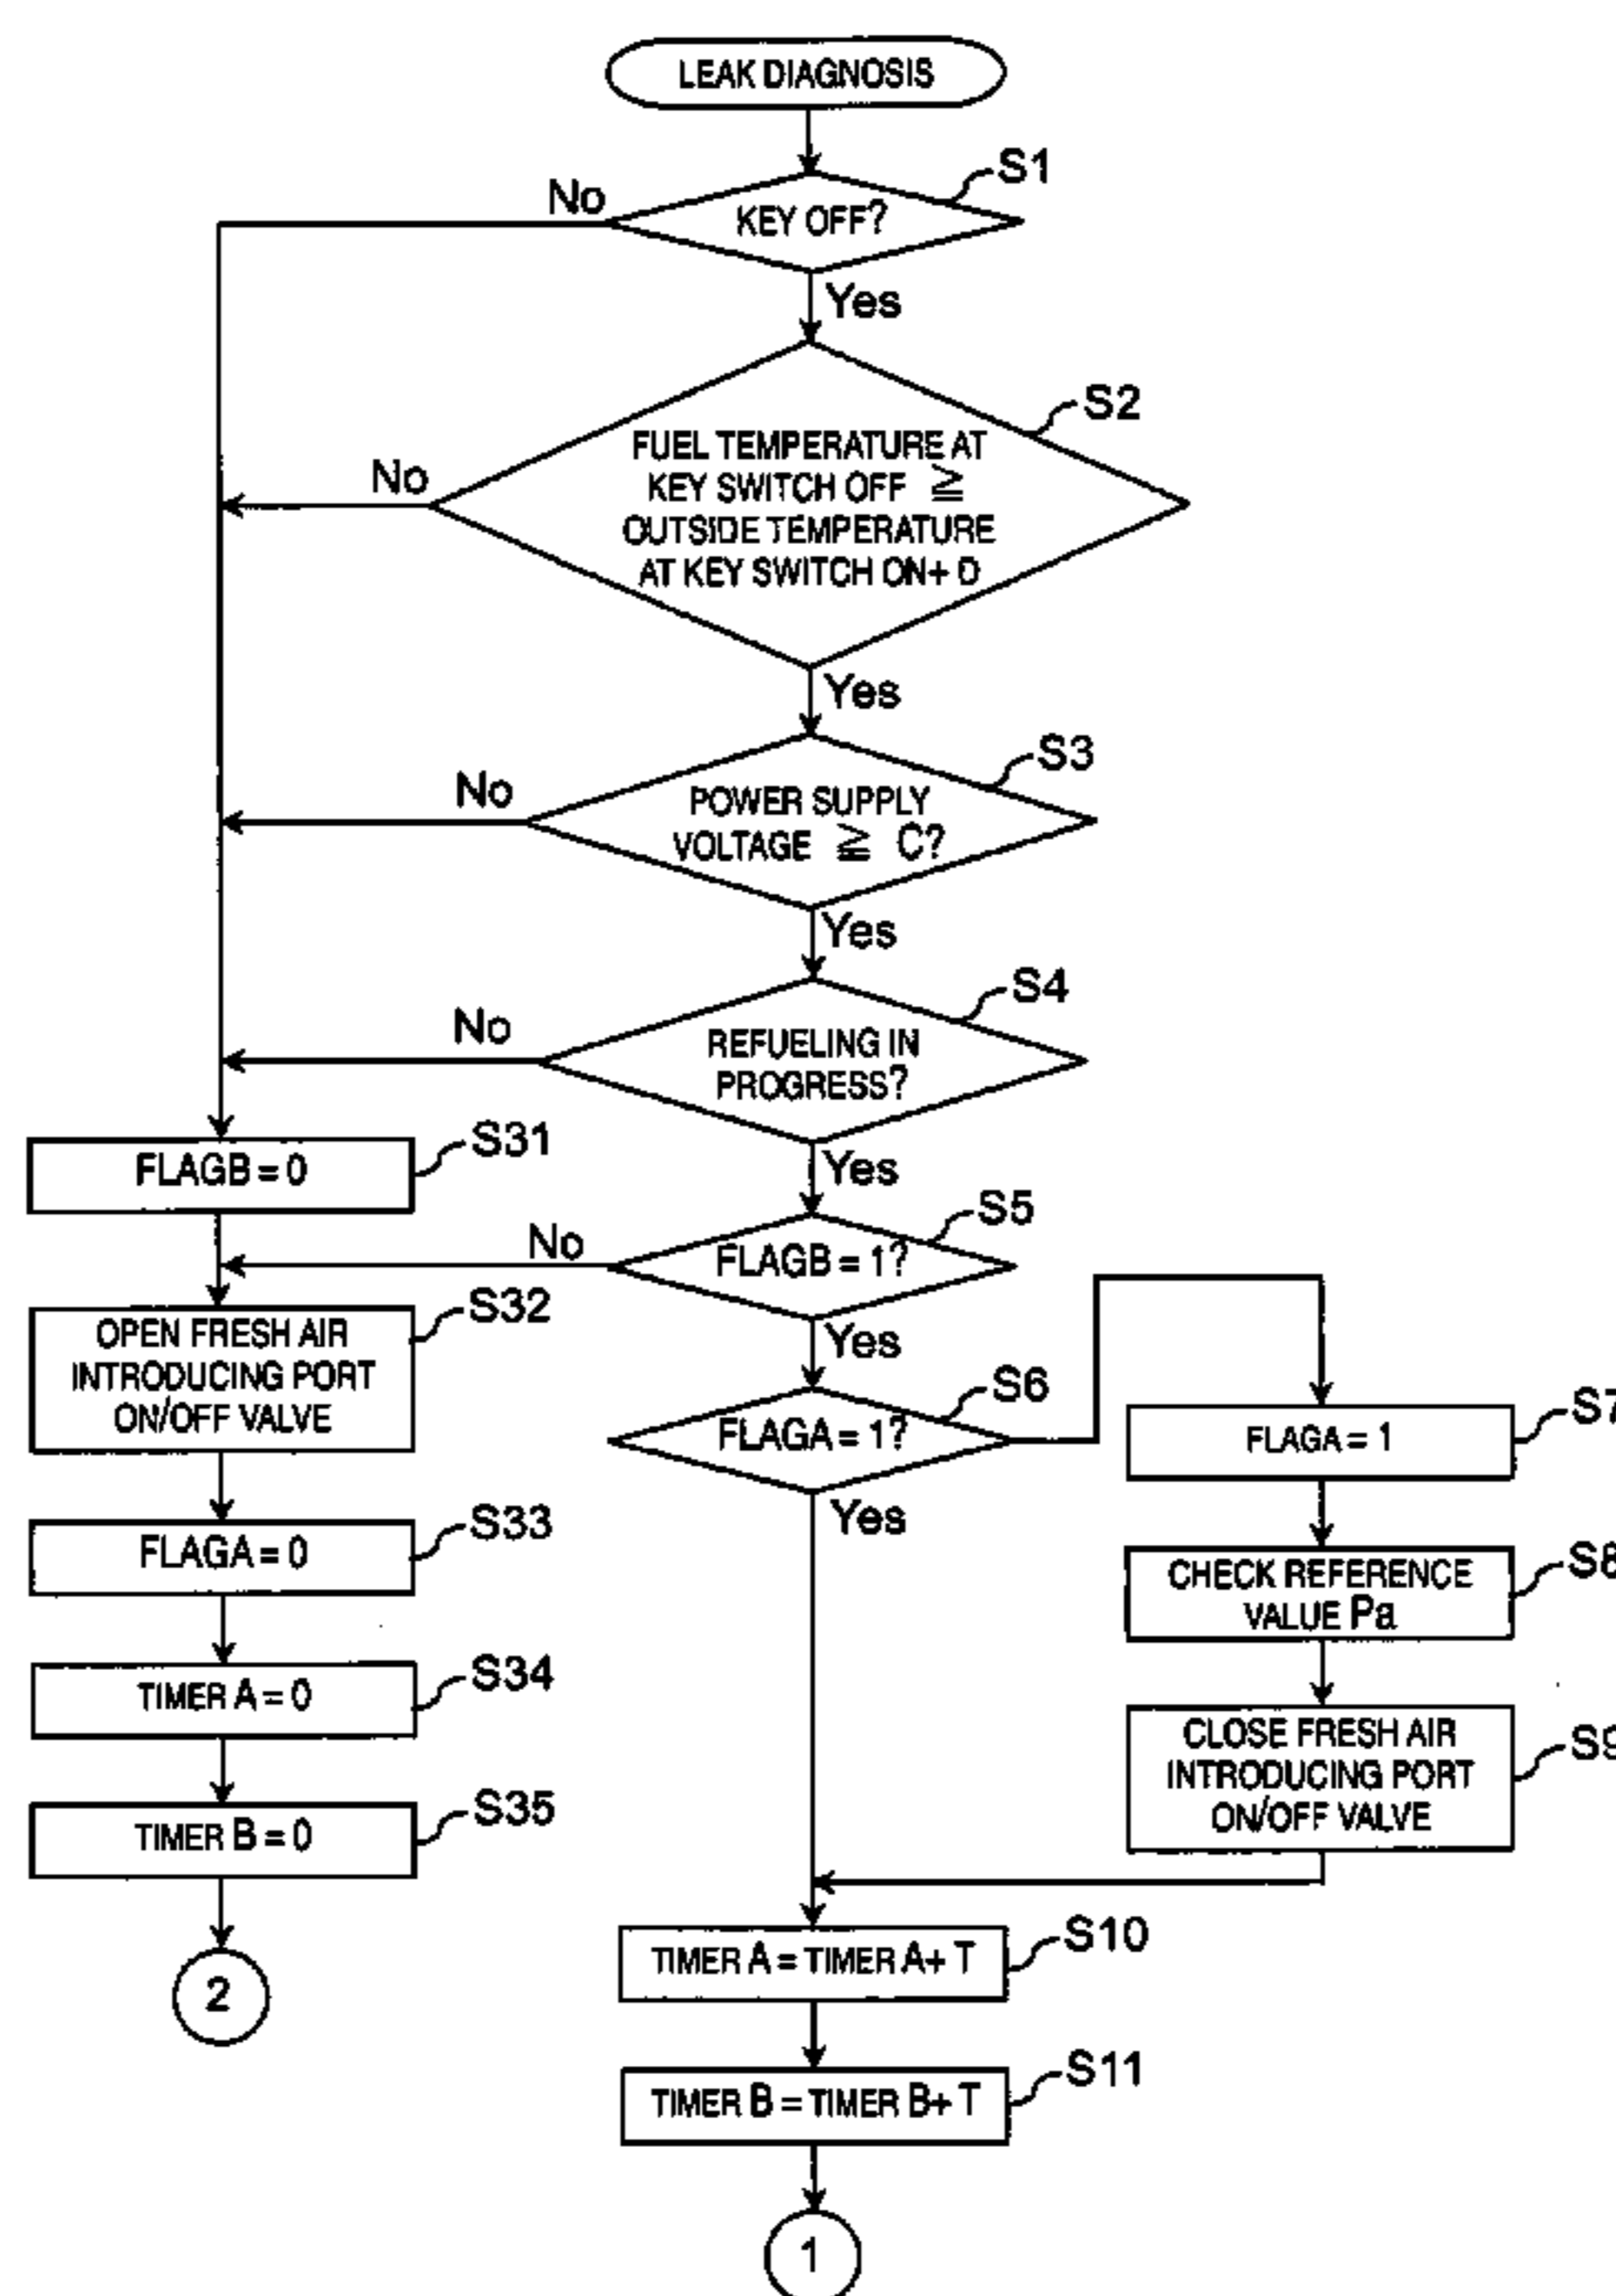 LEAK DIAGNOSIS
S1
No
KEY OFF?
Yes
S2
No
FUEL TEMPERATURE AT
KEY SWITCH OFF ≧
OUTSIDE TEMPERATURE
AT KEY SWITCH ON+ D
Yes
S3
No
POWER SUPPLY
VOLTAGE ≧ C?
Yes
S4
No
REFUELING IN
PROGRESS?
Yes
S31
FLAGB = 0
S5
No
FLAGB = 1?
Yes
S32
OPEN FRESH AIR
INTRODUCING PORT
ON/OFF VALVE
S6
FLAGA = 1?
Yes
S7
FLAGA = 1
S33
FLAGA = 0
S8
CHECK REFERENCE
VALUE Pa
S34
TIMER A = 0
S9
CLOSE FRESH AIR
INTRODUCING PORT
ON/OFF VALVE
S35
TIMER B = 0
2
S10
TIMER A = TIMER A+ T
S11
TIMER B = TIMER B+ T
1